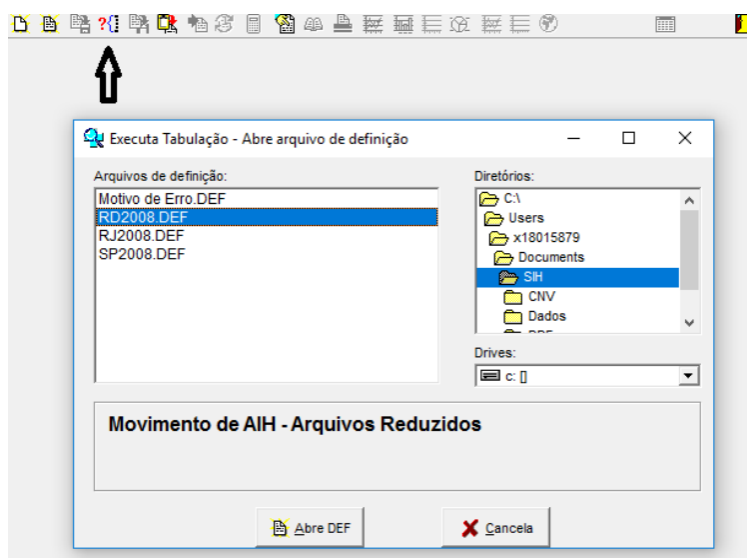 ?{}
Executa Tabulação - Abre arquivo de definição
Arquivos de definição:
Motivo de Erro.DEF
RD2008.DEF
RJ2008.DEF
SP2008.DEF
Diretórios:
C:\
Users
x18015879
Documents
SIH
CNV
Dados
Drives:
c: []
Movimento de AIH - Arquivos Reduzidos
Abre DEF
Cancela